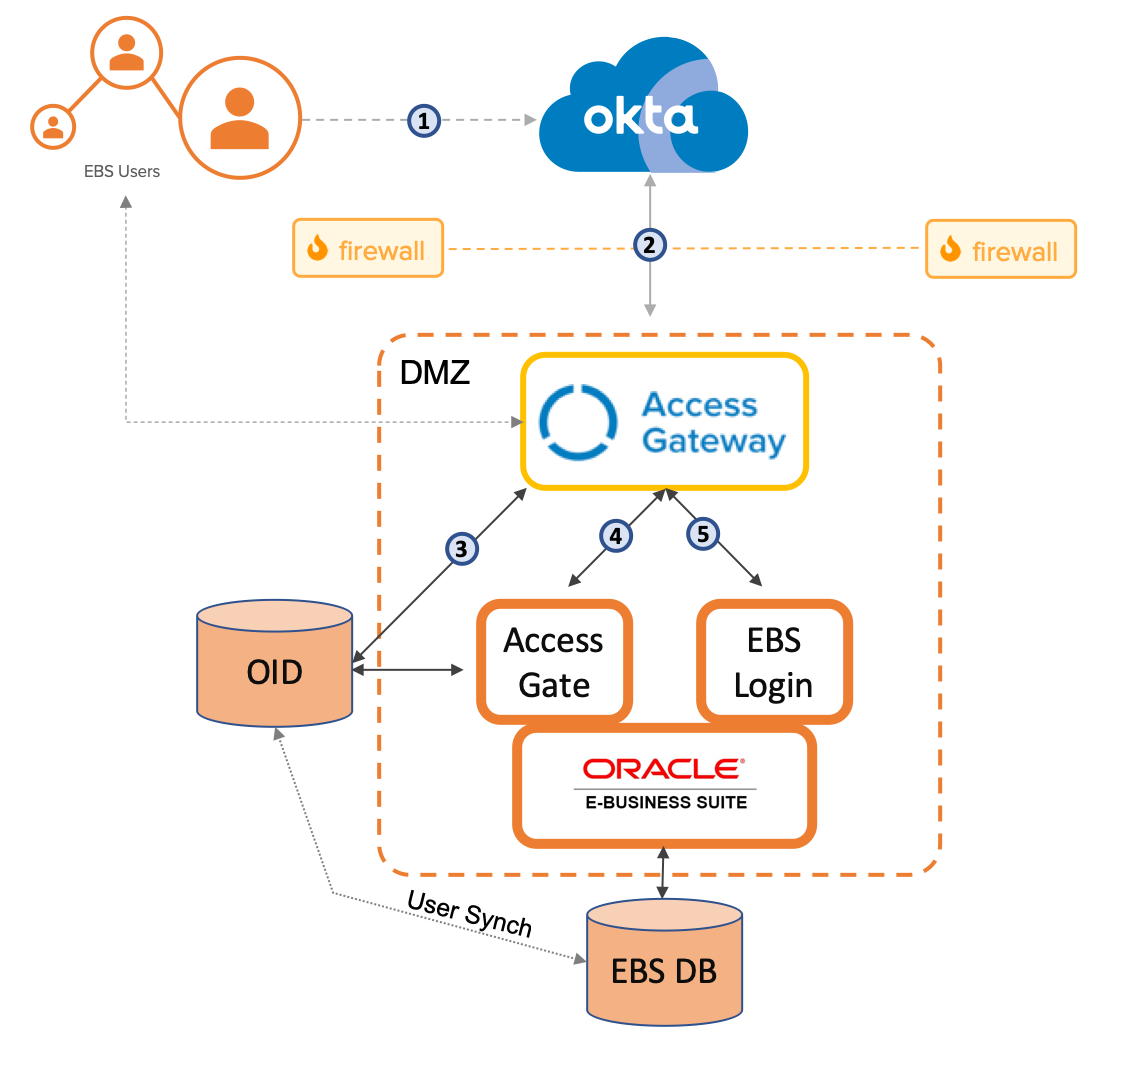 okta
1
EBS Users
firewall
2
firewall
DMZ
Access
Gateway
3
4
5
Access
Gate
EBS
Login
OID
ORACLE®
E-BUSINESS SUITE
User Synch
EBS DB